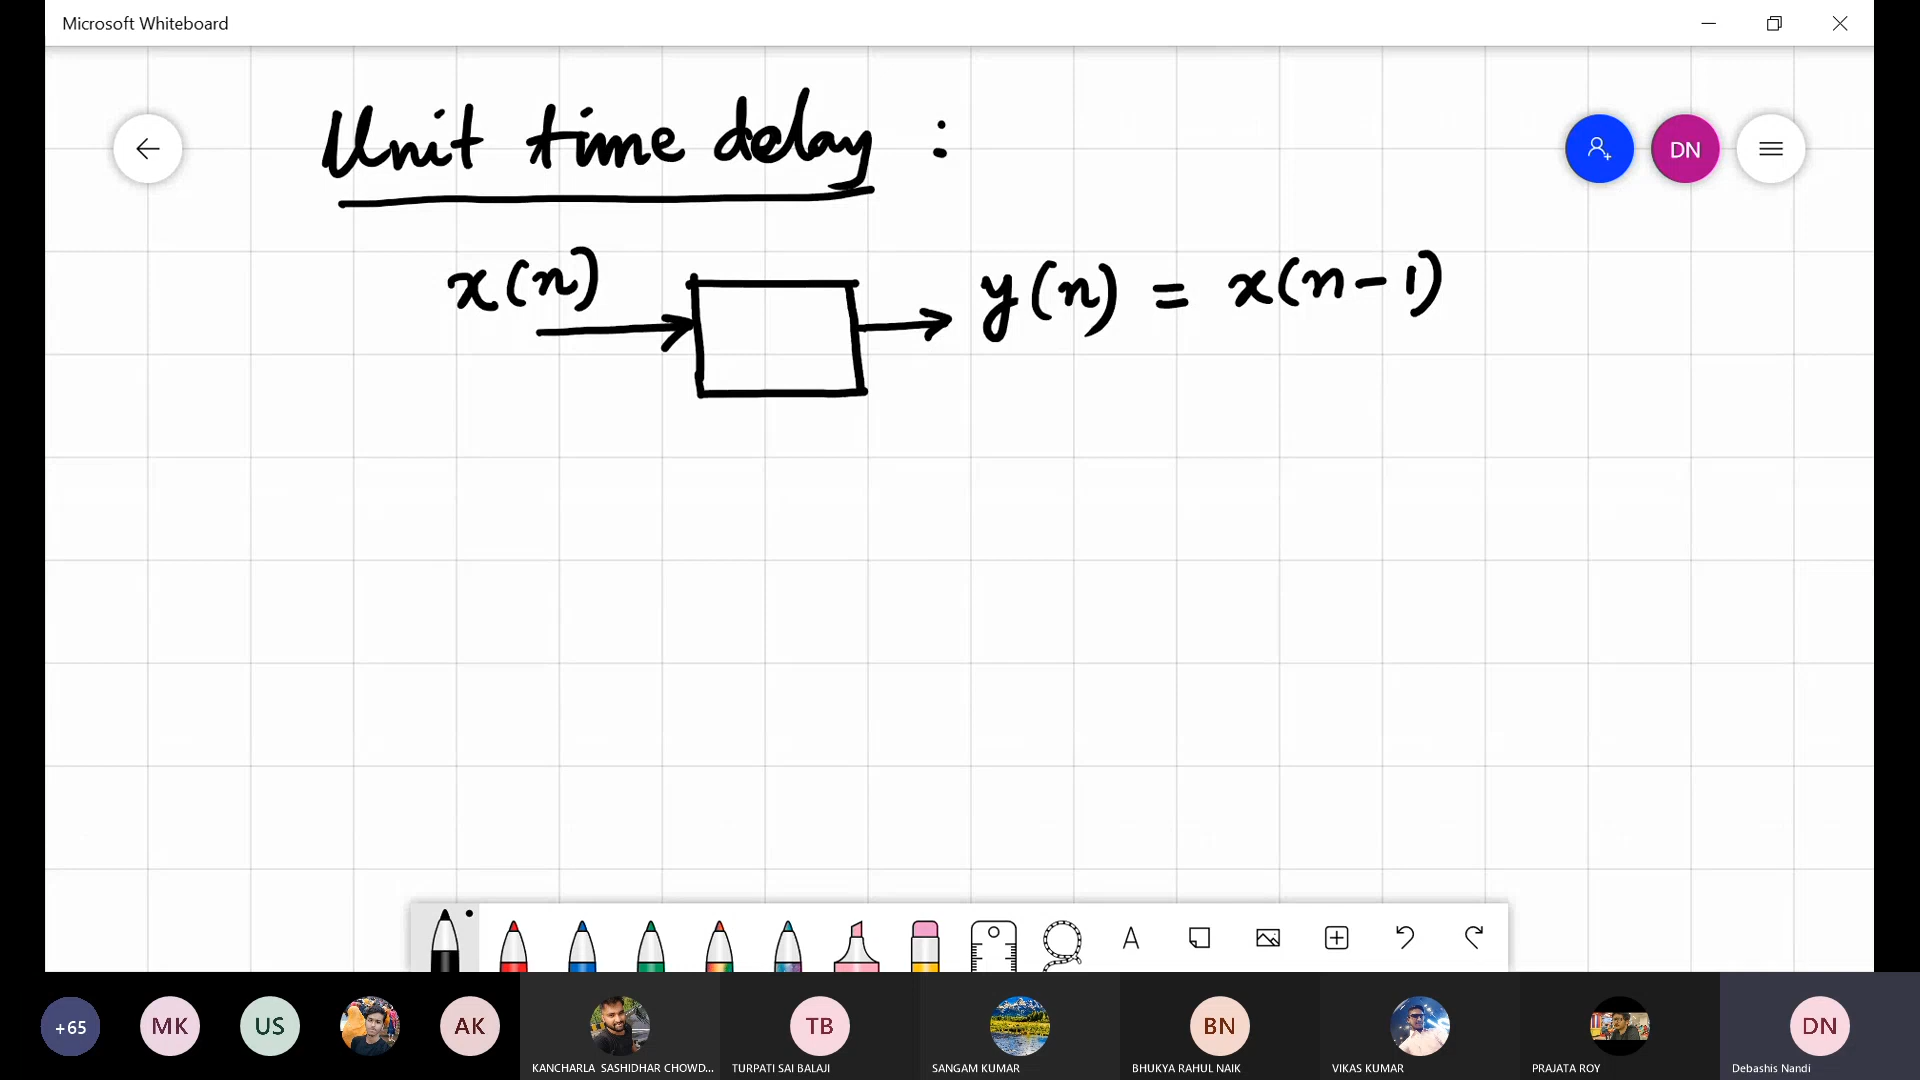 Microsoft Whiteboard
Unit time delay :
DN
x(n)
y(n) = x(n-1)
A
+65
MK
US
AK
TB
BN
DN
KANCHARLA SASHIDHAR CHOWD...
TURPATI SAI BALAJI
SANGAM KUMAR
BHUKYA RAHUL NAIK
VIKAS KUMAR
PRAJATA ROY
Debashis Nandi